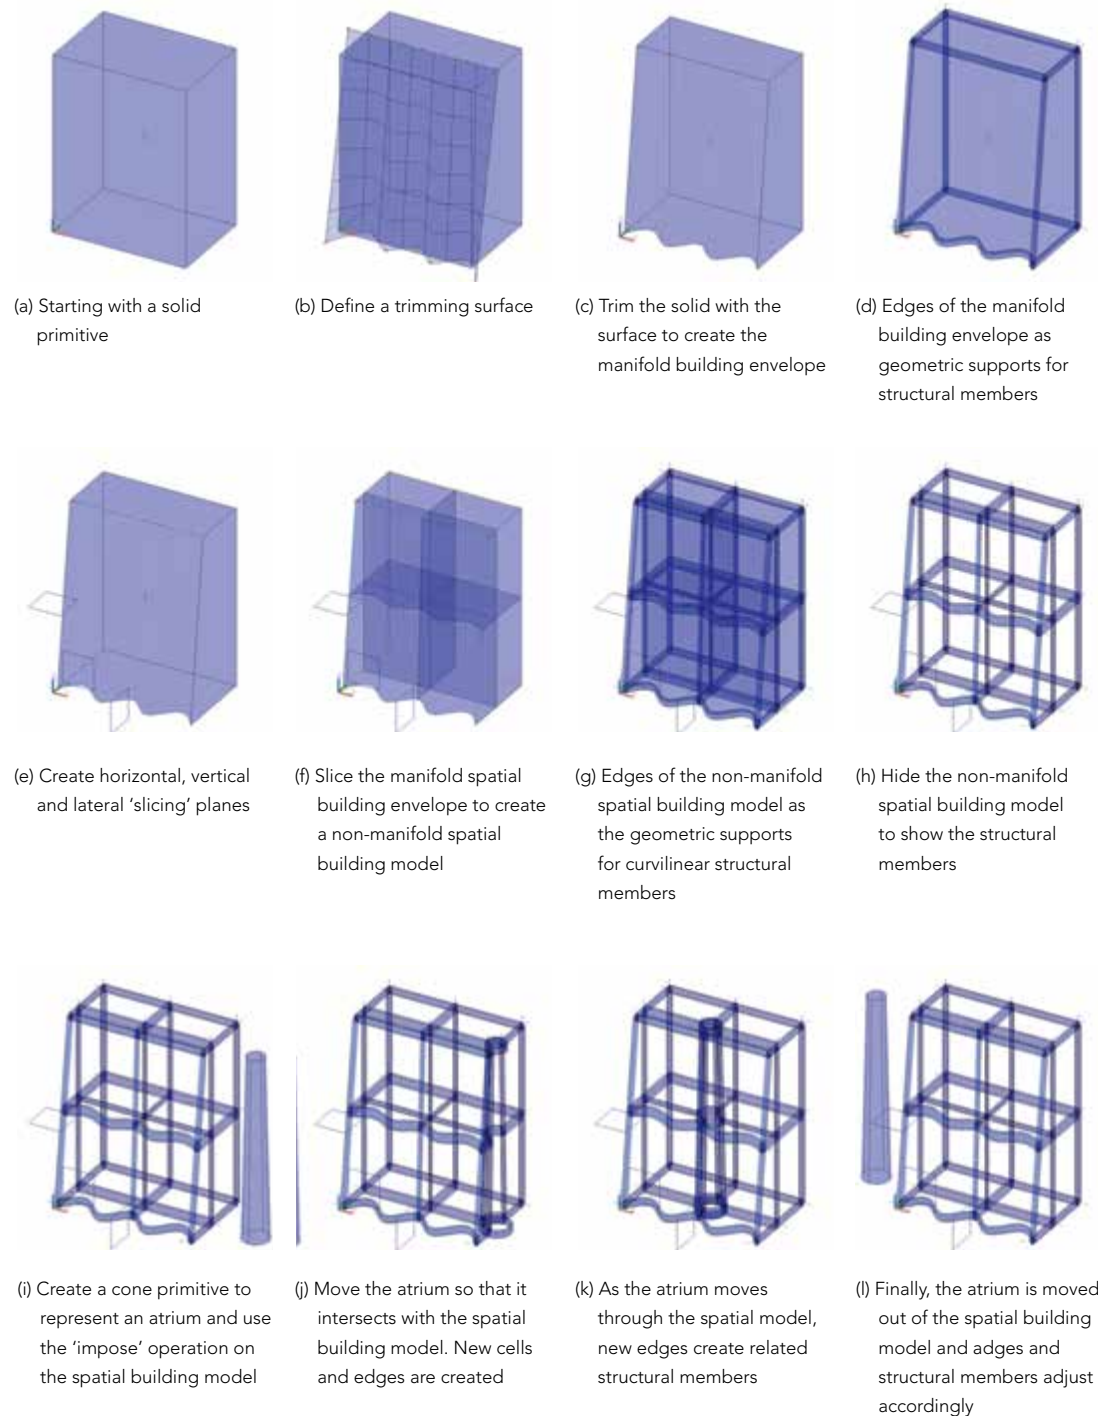 (a) Starting with a solid
primitive
(b) Define a trimming surface
(c) Trim the solid with the
surface to create the
manifold building envelope
(d) Edges of the manifold
building envelope as
geometric supports for
structural members
(e) Create horizontal, vertical
and lateral ‘slicing’ planes
(f) Slice the manifold spatial
building envelope to create
a non-manifold spatial
building model
(g) Edges of the non-manifold
spatial building model as
the geometric supports
for curvilinear structural
members
(h) Hide the non-manifold
spatial building model
to show the structural
members
(i) Create a cone primitive to
represent an atrium and use
the ‘impose’ operation on
the spatial building model
(j) Move the atrium so that it
intersects with the spatial
building model. New cells
and edges are created
(k) As the atrium moves
through the spatial model,
new edges create related
structural members
(l) Finally, the atrium is moved
out of the spatial building
model and adges and
structural members adjust
accordingly